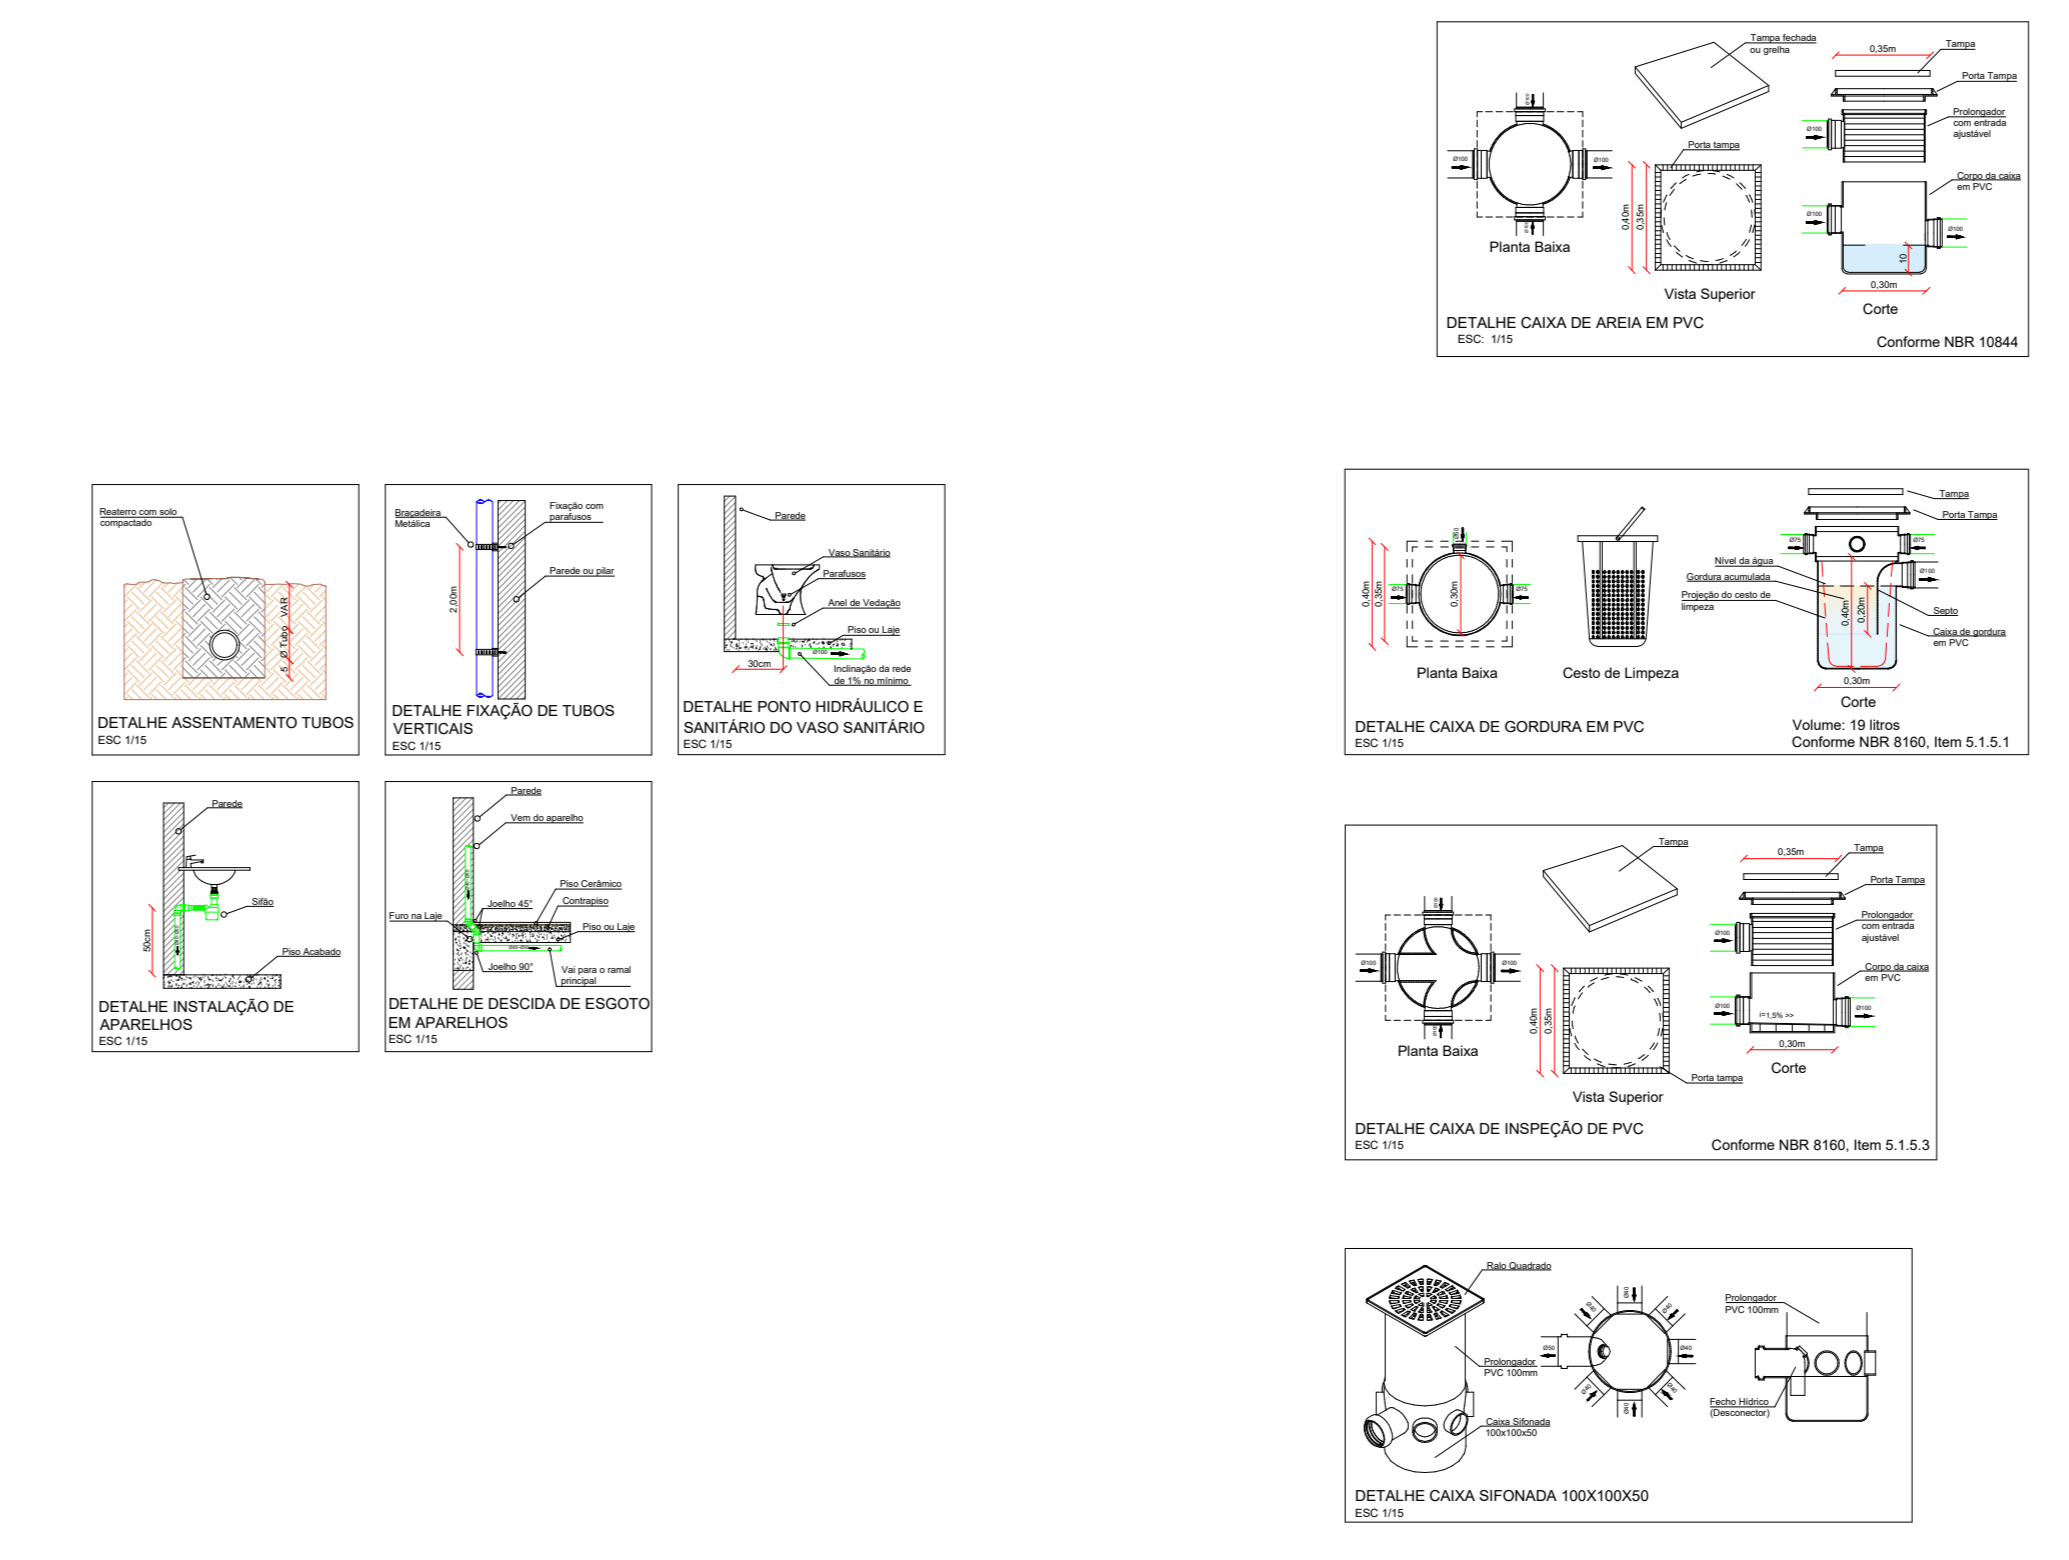 Tampa fechada
ou grelha
0,35m
Tampa
Porta Tampa
Prolongador
com entrada
ajustável
Ø100
Ø100
Ø100
Ø100
Ø100
Porta tampa
0,40m
0,35m
Corpo da caixa
em PVC
Ø100
Ø100
10
0,30m
Planta Baixa
Vista Superior
Corte
DETALHE CAIXA DE AREIA EM PVC
ESC: 1/15
Conforme NBR 10844
Reaterro com solo
compactado
VAR
Ø Tubo
5
DETALHE ASSENTAMENTO TUBOS
ESC 1/15
Braçadeira
Metálica
Fixação com
parafusos
2,00m
Parede ou pilar
DETALHE FIXAÇÃO DE TUBOS
VERTICAIS
ESC 1/15
Parede
Vaso Sanitário
Parafusos
Anel de Vedação
Piso ou Laje
Ø100
30cm
Inclinação da rede
de 1% no mínimo
DETALHE PONTO HIDRÁULICO E
SANITÁRIO DO VASO SANITÁRIO
ESC 1/15
Tampa
Porta Tampa
Ø75
Ø75
Nível da água
Gordura acumulada
Projeção do cesto de
limpeza
Ø100
0,40m
0,20m
Septo
Caixa de gordura
em PVC
0,30m
0,40m
0,35m
Ø75
0,30m
Ø75
Planta Baixa
Cesto de Limpeza
Corte
DETALHE CAIXA DE GORDURA EM PVC
ESC 1/15
Volume: 19 litros
Conforme NBR 8160, Item 5.1.5.1
Parede
Sifão
50cm
Piso Acabado
DETALHE INSTALAÇÃO DE
APARELHOS
ESC 1/15
Parede
Vem do aparelho
Piso Cerâmico
Contrapiso
Joelho 45°
Furo na Laje
Piso ou Laje
Joelho 90°
Vai para o ramal
principal
DETALHE DE DESCIDA DE ESGOTO
EM APARELHOS
ESC 1/15
Tampa
0,35m
Tampa
Porta Tampa
Prolongador
com entrada
ajustável
Ø100
Ø100
Ø100
Ø100
Corpo da caixa
em PVC
Ø100
Ø100
i=1,5% >>
0,30m
0,40m
0,35m
Porta tampa
Planta Baixa
Vista Superior
Corte
DETALHE CAIXA DE INSPEÇÃO DE PVC
ESC 1/15
Conforme NBR 8160, Item 5.1.5.3
Ralo Quadrado
Prolongador
PVC 100mm
Caixa Sifonada
100x100x50
Ø40
Ø40
Ø40
Ø50
Ø40
Ø40
Ø40
Ø40
Prolongador
PVC 100mm
Fecho Hídrico
(Desconector)
DETALHE CAIXA SIFONADA 100X100X50
ESC 1/15